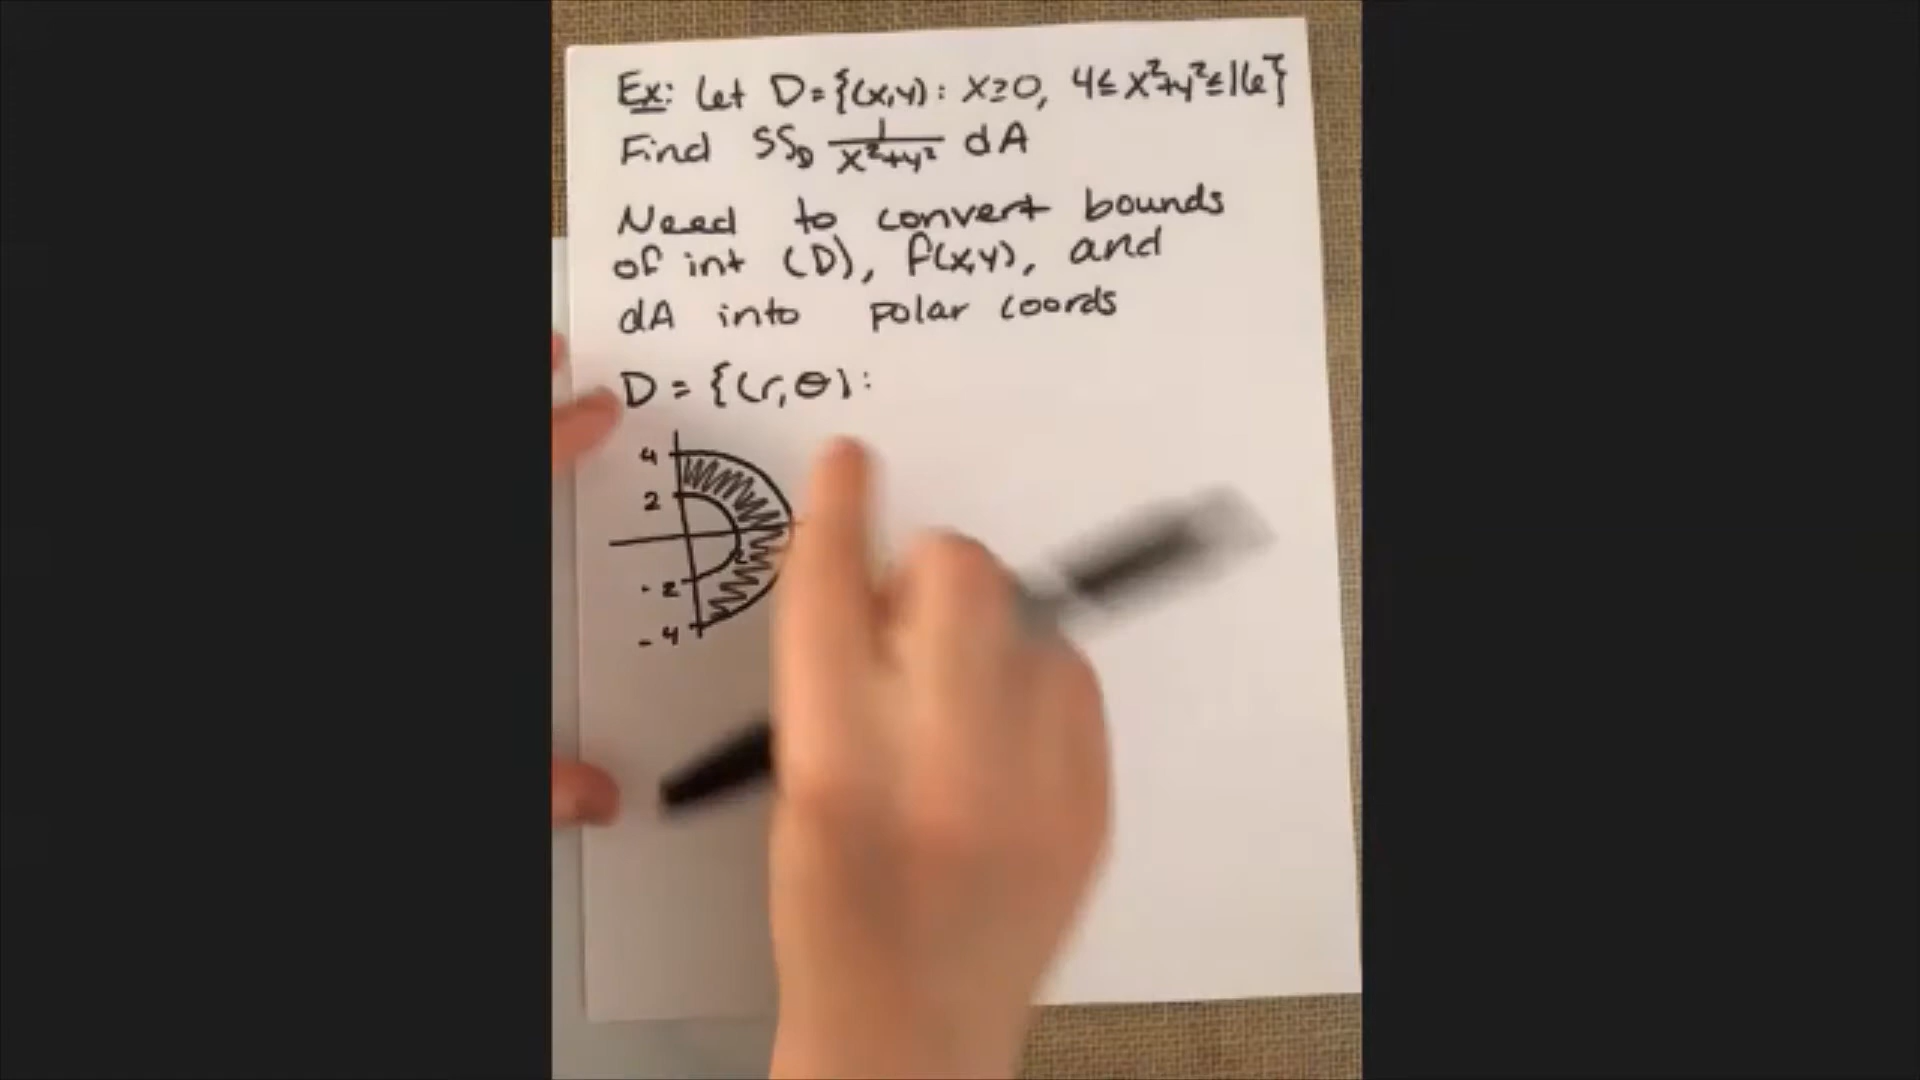 Ex: Let D={(x,y): x≥0, 4≤x²+y²≤16}
Find ∫∫_D 1/(x²+y²) dA
Need to convert bounds
of int (D), f(x,y), and
dA into polar coords
D = {(r,θ):
4
2
-2
-4